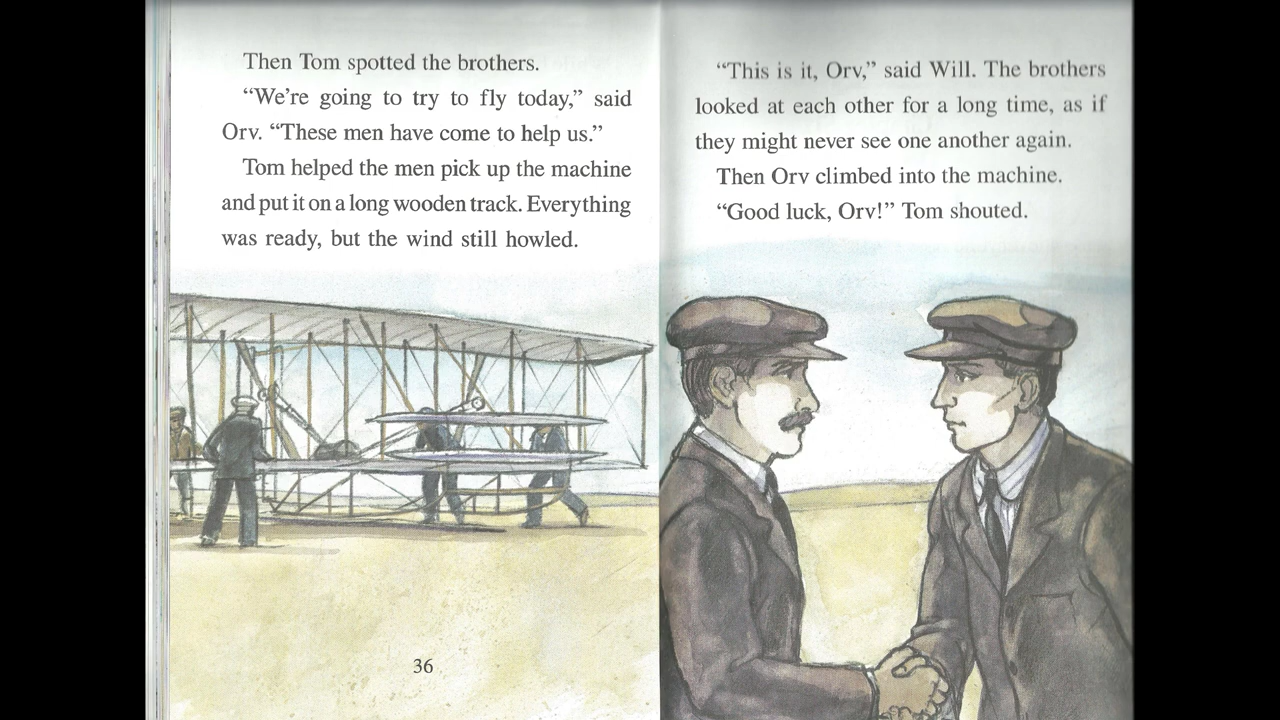 Then Tom spotted the brothers.
“We’re going to try to fly today,” said
Orv. “These men have come to help us.”
Tom helped the men pick up the machine
and put it on a long wooden track. Everything
was ready, but the wind still howled.
36
“This is it, Orv,” said Will. The brothers
looked at each other for a long time, as if
they might never see one another again.
Then Orv climbed into the machine.
“Good luck, Orv!” Tom shouted.